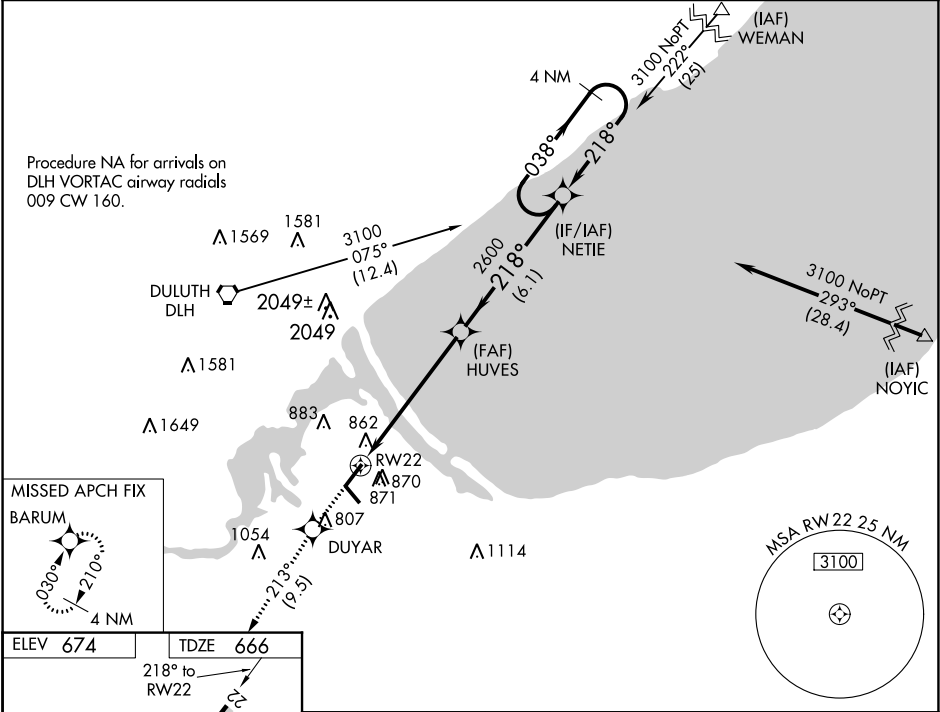 (IAF)
WEMAN
3100 NoPT
222°
(25)
4 NM
038°
218°
Procedure NA for arrivals on
DLH VORTAC airway radials
009 CW 160.
(IF/IAF)
NETIE
1569
1581
3100
075°
(12.4)
2600
218°
(6.1)
DULUTH
DLH
2049±
2049
3100 NoPT
293°
(28.4)
(IAF)
NOYIC
(FAF)
HUVES
1581
1649
883
862
RW22
870
871
807
DUYAR
1054
1114
213°
(9.5)
MISSED APCH FIX
BARUM
030°
210°
4 NM
MSA RW22 25 NM
3100
ELEV 674
TDZE 666
218° to
RW22
22